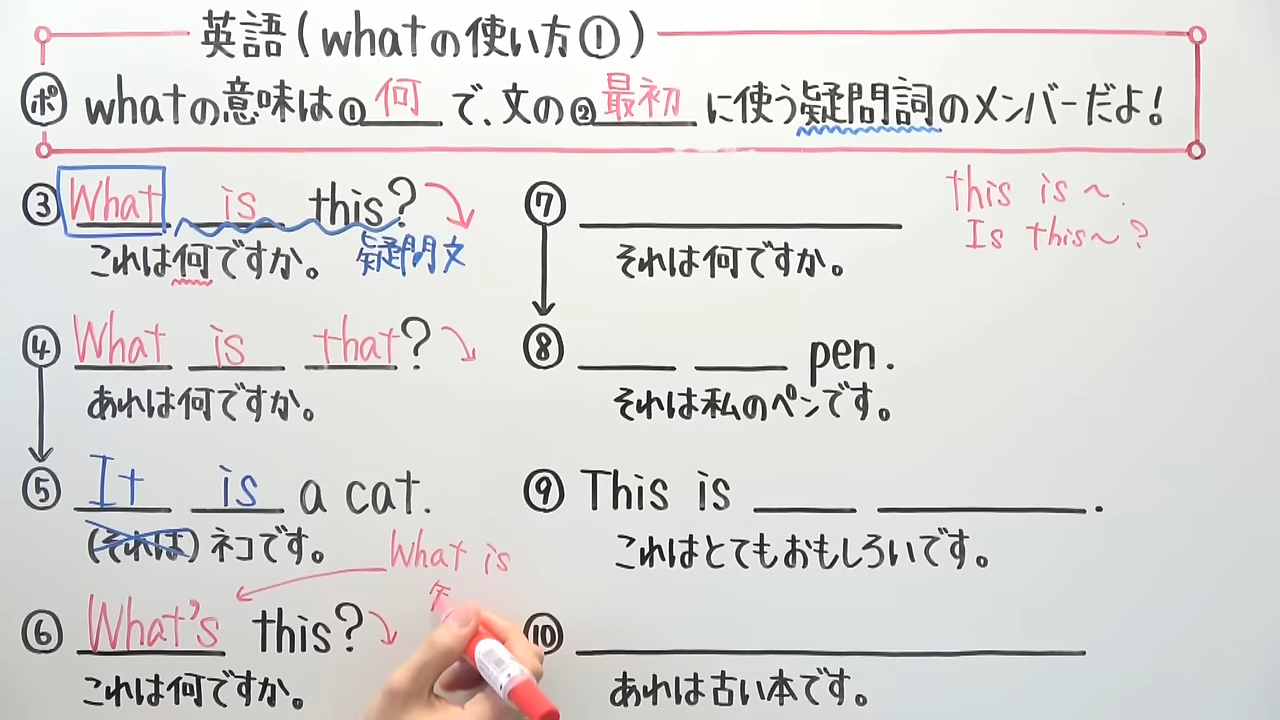 英語(whatの使い方①)
ポ whatの意味は①何で、文の②最初に使う疑問詞のメンバーだよ!
③ What is this?
これは何ですか。 疑問文
④ What is that?
あれは何ですか。
⑤ It is a cat.
(それは)ネコです。
What is
⑥ What's this?
これは何ですか。
this is ~.
Is this~?
⑦
それは何ですか。
⑧ pen.
それは私のペンです。
⑨ This is .
これはとてもおもしろいです。
⑩
あれは古い本です。